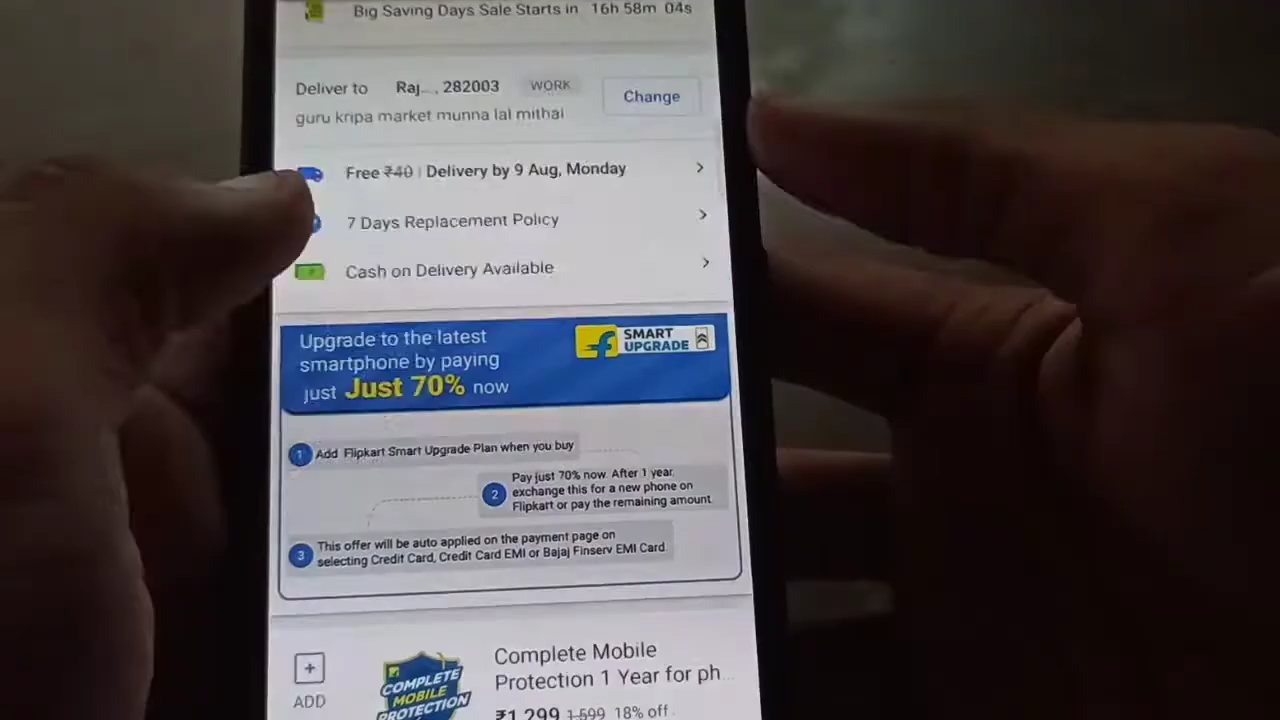 Big Saving Days Sale Starts in 16h 58m 04s
Deliver to Raj..., 282003 WORK
Change
guru kripa market munna lal mithai
Free ₹40 | Delivery by 9 Aug, Monday
7 Days Replacement Policy
Cash on Delivery Available
Upgrade to the latest
smartphone by paying
just Just 70% now
SMART
UPGRADE
1 Add Flipkart Smart Upgrade Plan when you buy
2 Pay just 70% now. After 1 year,
exchange this for a new phone on
Flipkart or pay the remaining amount
3 This offer will be auto applied on the payment page on
selecting Credit Card, Credit Card EMI or Bajaj Finserv EMI Card.
ADD
COMPLETE
MOBILE
PROTECTION
Complete Mobile
Protection 1 Year for ph...
₹1,299 1,599 18% off